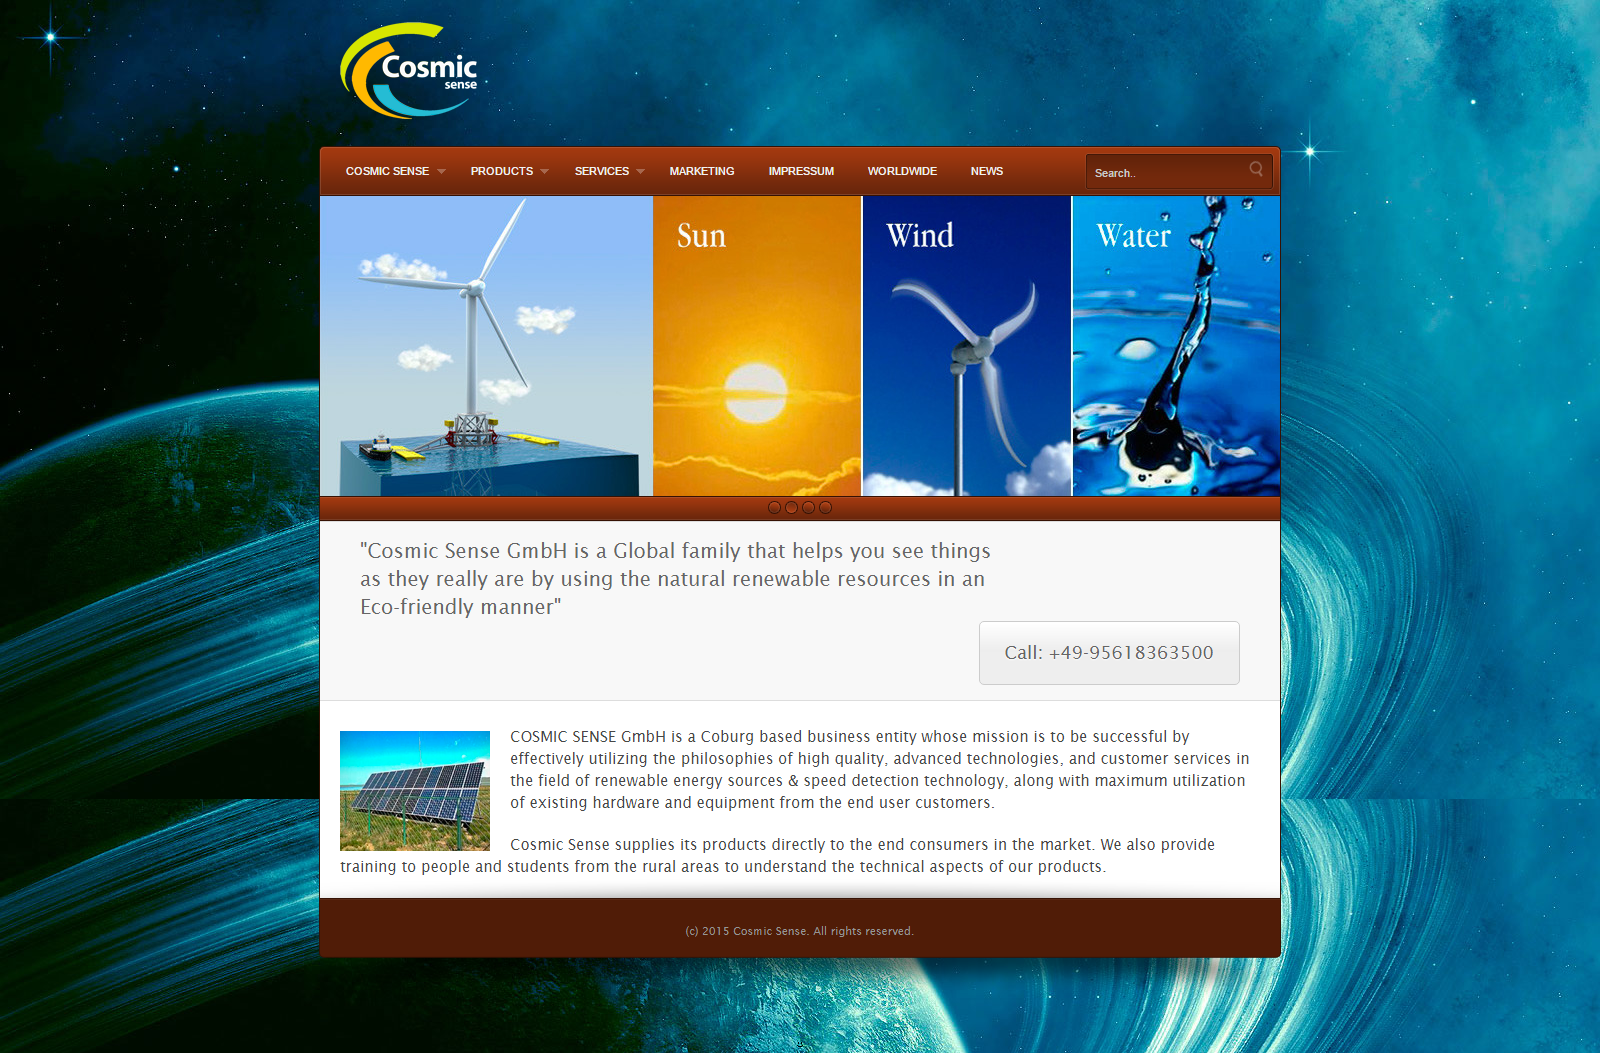 Cosmic
sense
COSMIC SENSE PRODUCTS SERVICES MARKETING IMPRESSUM WORLDWIDE NEWS Search..
Sun Wind Water
"Cosmic Sense GmbH is a Global family that helps you see things
as they really are by using the natural renewable resources in an
Eco-friendly manner"
Call: +49-95618363500
COSMIC SENSE GmbH is a Coburg based business entity whose mission is to be successful by
effectively utilizing the philosophies of high quality, advanced technologies, and customer services in
the field of renewable energy sources & speed detection technology, along with maximum utilization
of existing hardware and equipment from the end user customers.
Cosmic Sense supplies its products directly to the end consumers in the market. We also provide
training to people and students from the rural areas to understand the technical aspects of our products.
(c) 2015 Cosmic Sense. All rights reserved.